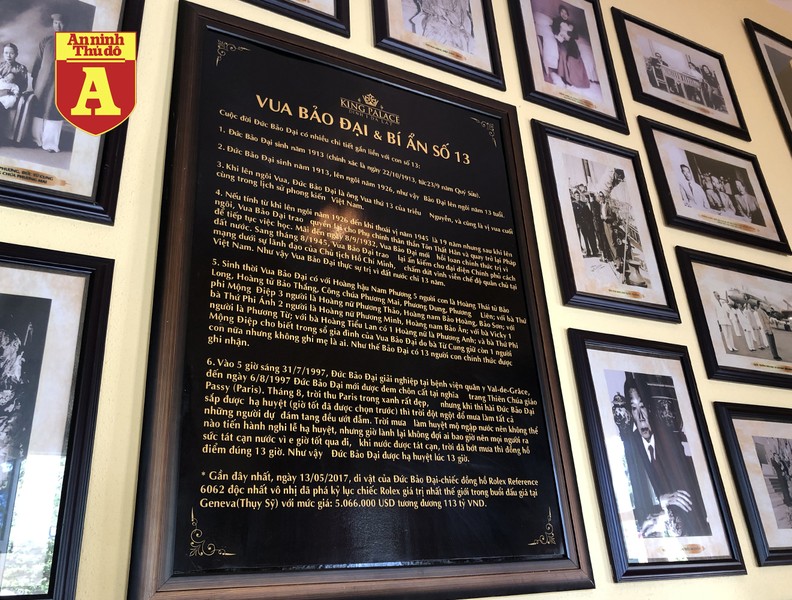 An ninh
Thủ đô
A
KING PALACE
VUA BẢO ĐẠI & BÍ ẨN SỐ 13
Cuộc đời Đức Bảo Đại có nhiều chi tiết gắn liền với con số 13:
1. Đức Bảo Đại sinh năm 1913 (chính xác là ngày 22/10/1913, tức 23/9 năm Quý Sửu).
2. Đức Bảo Đại sinh năm 1913, lên ngôi năm 1926, như vậy Bảo Đại lên ngôi năm 13 tuổi.
3. Khi lên ngôi Vua, Đức Bảo Đại là ông Vua thứ 13 của triều Nguyễn, và cũng là vị vua cuối
cùng trong lịch sử phong kiến Việt Nam.
4. Nếu tính từ khi lên ngôi năm 1926 đến khi thoái vị năm 1945 là 19 năm nhưng sau khi lên
ngôi, Vua Bảo Đại trao quyền lại cho Phụ chính thân thần Tôn Thất Hân và quay trở lại Pháp
để tiếp tục việc học. Mãi đến ngày 8/9/1932, Vua Bảo Đại mới hồi loan chính thức trị vì
đất nước. Sang tháng 8/1945, Vua Bảo Đại trao lại ấn kiếm cho đại diện Chính phủ cách
mạng dưới sự lãnh đạo của Chủ tịch Hồ Chí Minh, chấm dứt vĩnh viễn chế độ quân chủ tại
Việt Nam. Như vậy Vua Bảo Đại thực sự trị vì đất nước chỉ 13 năm.
5. Sinh thời Vua Bảo Đại có với Hoàng hậu Nam Phương 5 người con là Hoàng Thái tử Bảo
Long, Hoàng tử Bảo Thắng, Công chúa Phương Mai, Phương Dung, Phương Liên; với bà Thứ
phi Mộng Điệp 3 người là Hoàng nữ Phương Thảo, Hoàng nam Bảo Hoàng, Bảo Sơn; với
bà Thứ Phi Ánh 2 người là Hoàng nữ Phương Minh, Hoàng nam Bảo Ân; với bà Vicky 1
người là Phương Từ; với bà Hoàng Tiểu Lan có 1 Hoàng nữ là Phương Anh; và bà Thứ Phi
Mộng Điệp cho biết trong sổ gia đình của Vua Bảo Đại do bà Từ Cung giữ còn 1 người
con nữa nhưng không ghi mẹ là ai. Như thế Bảo Đại có 13 người con chính thức được
ghi nhận.
6. Vào 5 giờ sáng 31/7/1997, Đức Bảo Đại giải nghiệp tại bệnh viện quân y Val-de-Grâce,
đến ngày 6/8/1997 Đức Bảo Đại mới được đem chôn cất tại nghĩa trang Thiên Chúa giáo
Passy (Paris). Tháng 8, trời thu Paris trong xanh rất đẹp, nhưng khi thi hài Đức Bảo Đại
sắp được hạ huyệt (giờ tốt đã được chọn trước) thì trời đột ngột đổ mưa làm tất cả
những người dự đám tang đều ướt đẫm. Trời mưa làm huyệt mộ ngập nước nên không thể
nào tiến hành nghi lễ hạ huyệt, nhưng giờ lành lại không đợi ai bao giờ nên mọi người ra
sức tát cạn nước vì e giờ tốt qua đi, khi nước được tát cạn, trời đã bớt mưa thì đồng hồ
điểm đúng 13 giờ. Như vậy Đức Bảo Đại được hạ huyệt lúc 13 giờ.
* Gần đây nhất, ngày 13/05/2017, di vật của Đức Bảo Đại-chiếc đồng hồ Rolex Reference
6062 độc nhất vô nhị đã phá kỷ lục chiếc Rolex giá trị nhất thế giới trong buổi đấu giá tại
Geneva(Thụy Sỹ) với mức giá: 5.066.000 USD tương đương 113 tỷ VND.